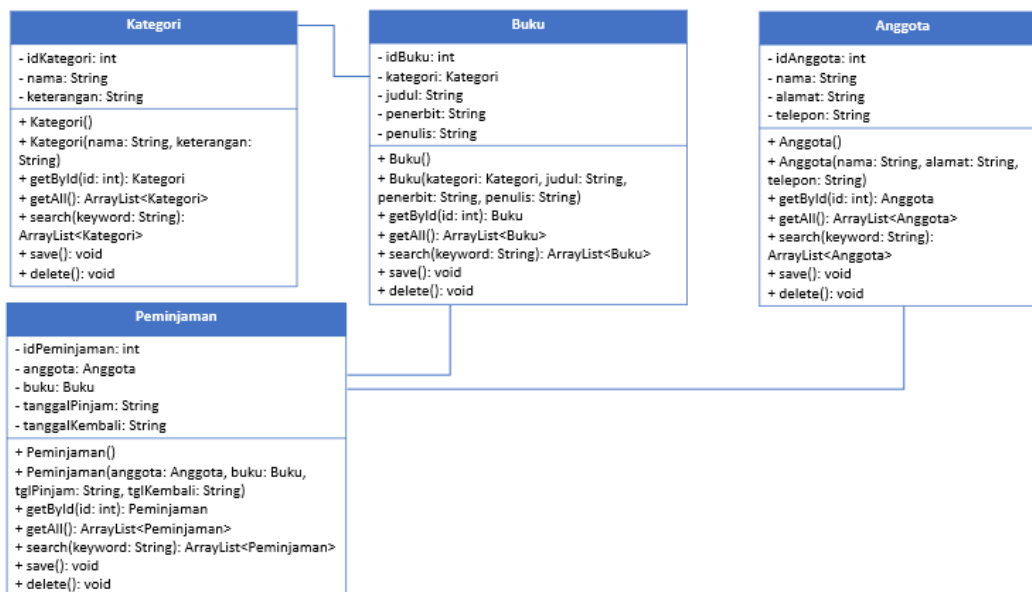 Kategori
- idKategori: int
- nama: String
- keterangan: String
+ Kategori()
+ Kategori(nama: String, keterangan:
String)
+ getById(id: int): Kategori
+ getAll(): ArrayList<Kategori>
+ search(keyword: String):
ArrayList<Kategori>
+ save(): void
+ delete(): void
Buku
- idBuku: int
- kategori: Kategori
- judul: String
- penerbit: String
- penulis: String
+ Buku()
+ Buku(kategori: Kategori, judul: String,
penerbit: String, penulis: String)
+ getById(id: int): Buku
+ getAll(): ArrayList<Buku>
+ search(keyword: String): ArrayList<Buku>
+ save(): void
+ delete(): void
Anggota
- idAnggota: int
- nama: String
- alamat: String
- telepon: String
+ Anggota()
+ Anggota(nama: String, alamat: String,
telepon: String)
+ getById(id: int): Anggota
+ getAll(): ArrayList<Anggota>
+ search(keyword: String):
ArrayList<Anggota>
+ save(): void
+ delete(): void
Peminjaman
- idPeminjaman: int
- anggota: Anggota
- buku: Buku
- tanggalPinjam: String
- tanggalKembali: String
+ Peminjaman()
+ Peminjaman(anggota: Anggota, buku: Buku,
tglPinjam: String, tglKembali: String)
+ getById(id: int): Peminjaman
+ getAll(): ArrayList<Peminjaman>
+ search(keyword: String): ArrayList<Peminjaman>
+ save(): void
+ delete(): void